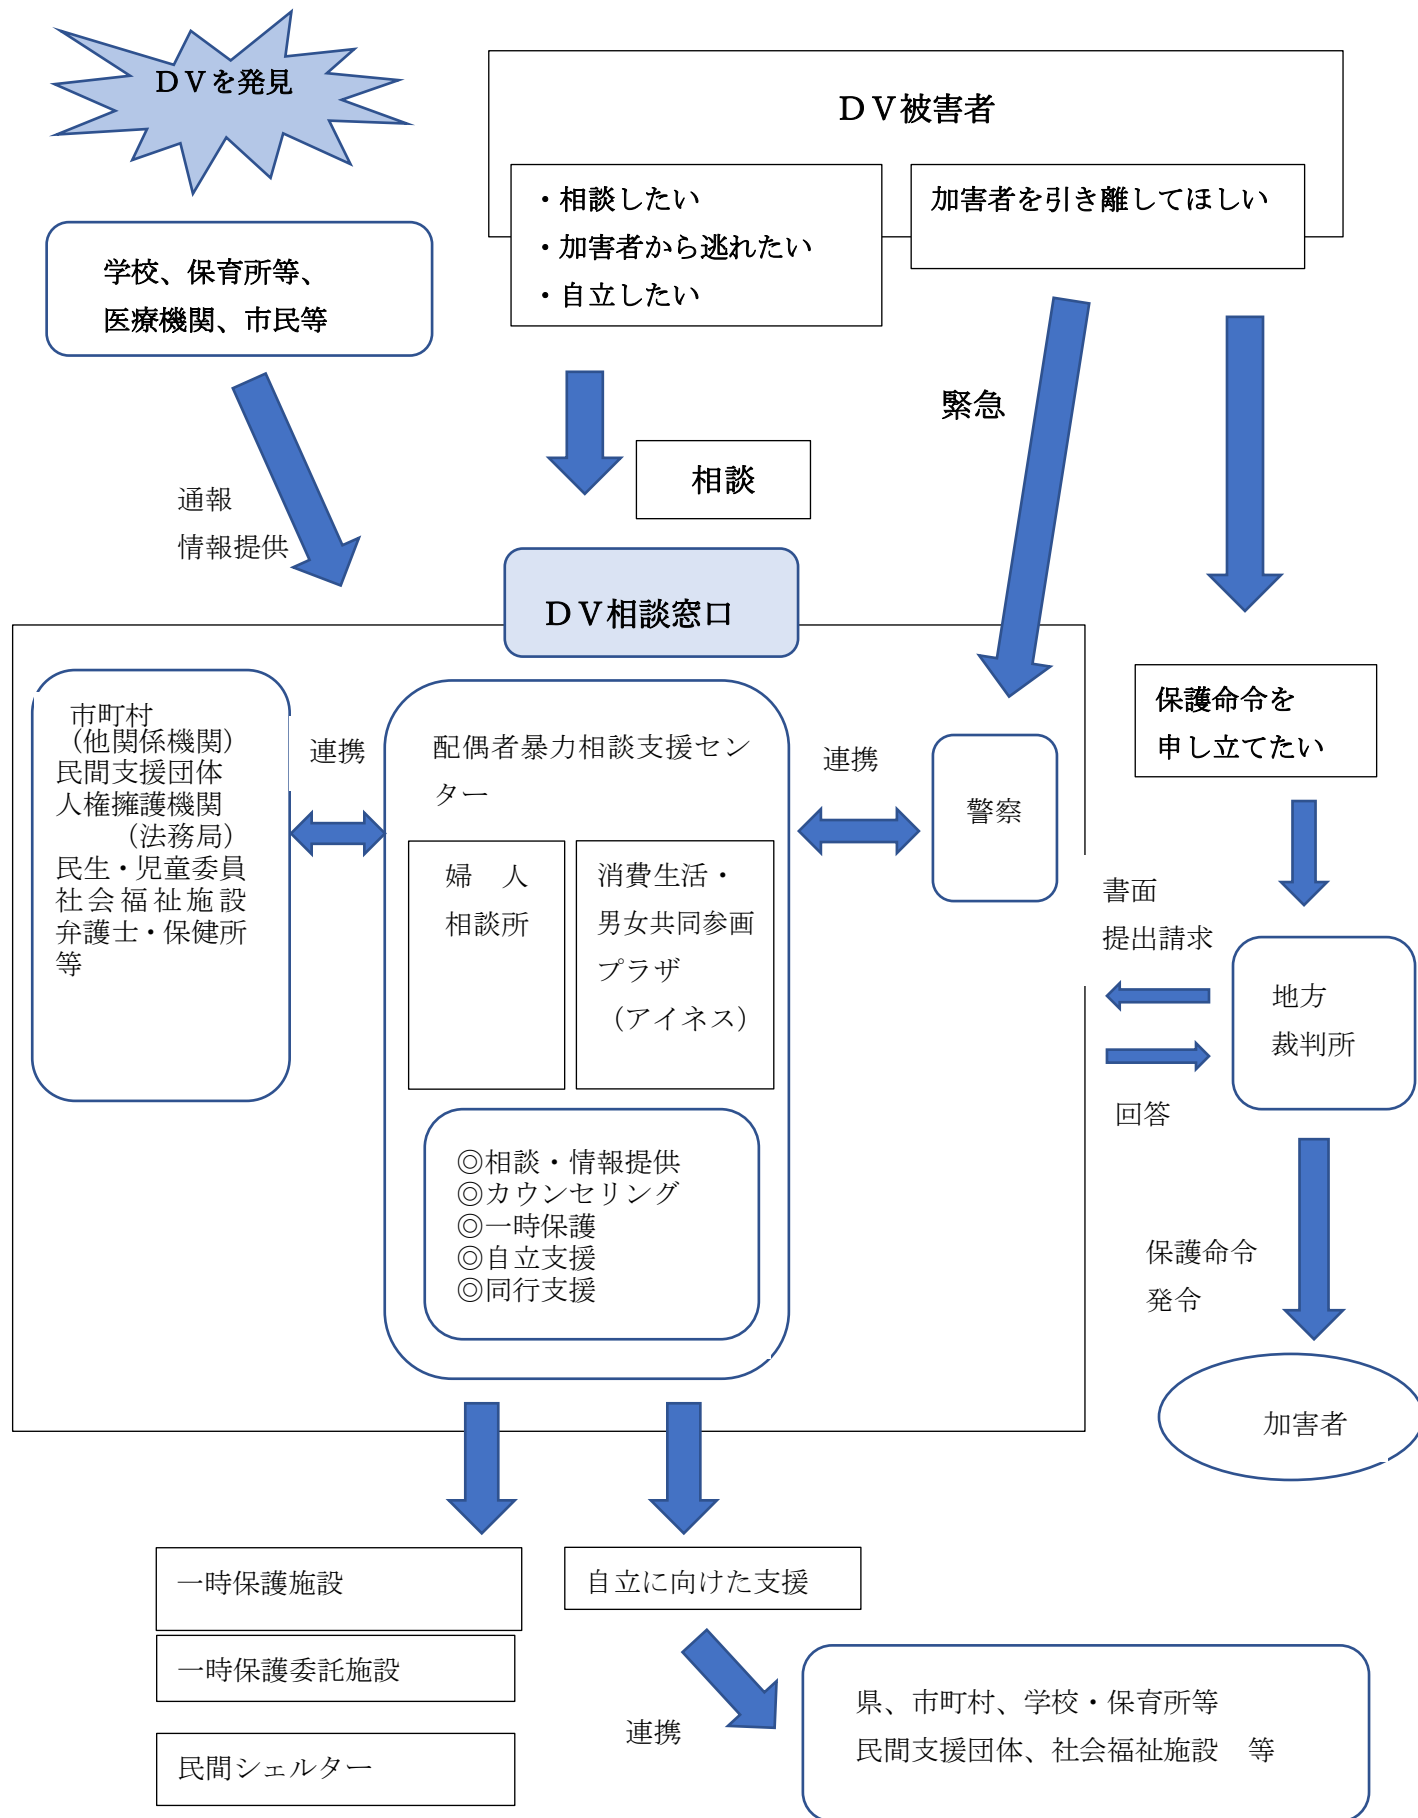 ＤＶを発見
ＤＶ被害者
・相談したい
・加害者から逃れたい
・自立したい
加害者を引き離してほしい
学校、保育所等、
医療機関、市民等
緊急
相談
通報
情報提供
ＤＶ相談窓口
市町村
（他関係機関）
民間支援団体
人権擁護機関
（法務局）
民生・児童委員
社会福祉施設
弁護士・保健所
等
連携
配偶者暴力相談支援セン
ター
婦　人
相談所
消費生活・
男女共同参画
プラザ
（アイネス）
◎相談・情報提供
◎カウンセリング
◎一時保護
◎自立支援
◎同行支援
連携
警察
保護命令を
申し立てたい
書面
提出請求
地方
裁判所
回答
保護命令
発令
加害者
一時保護施設
一時保護委託施設
民間シェルター
自立に向けた支援
連携
県、市町村、学校・保育所等
民間支援団体、社会福祉施設　等